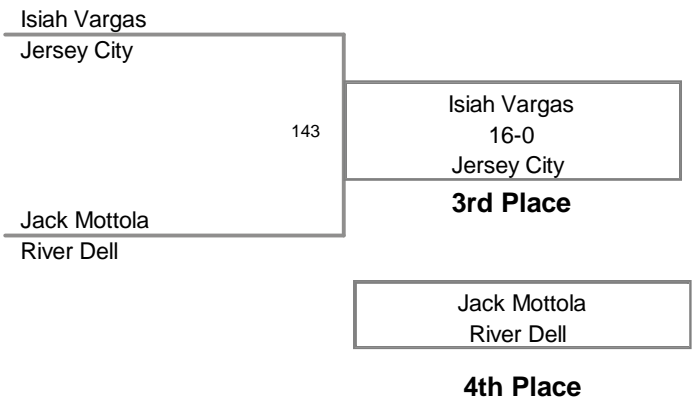 Isiah Vargas
Jersey City
143
Isiah Vargas
16-0
Jersey City
3rd Place
Jack Mottola
River Dell
Jack Mottola
River Dell
4th Place